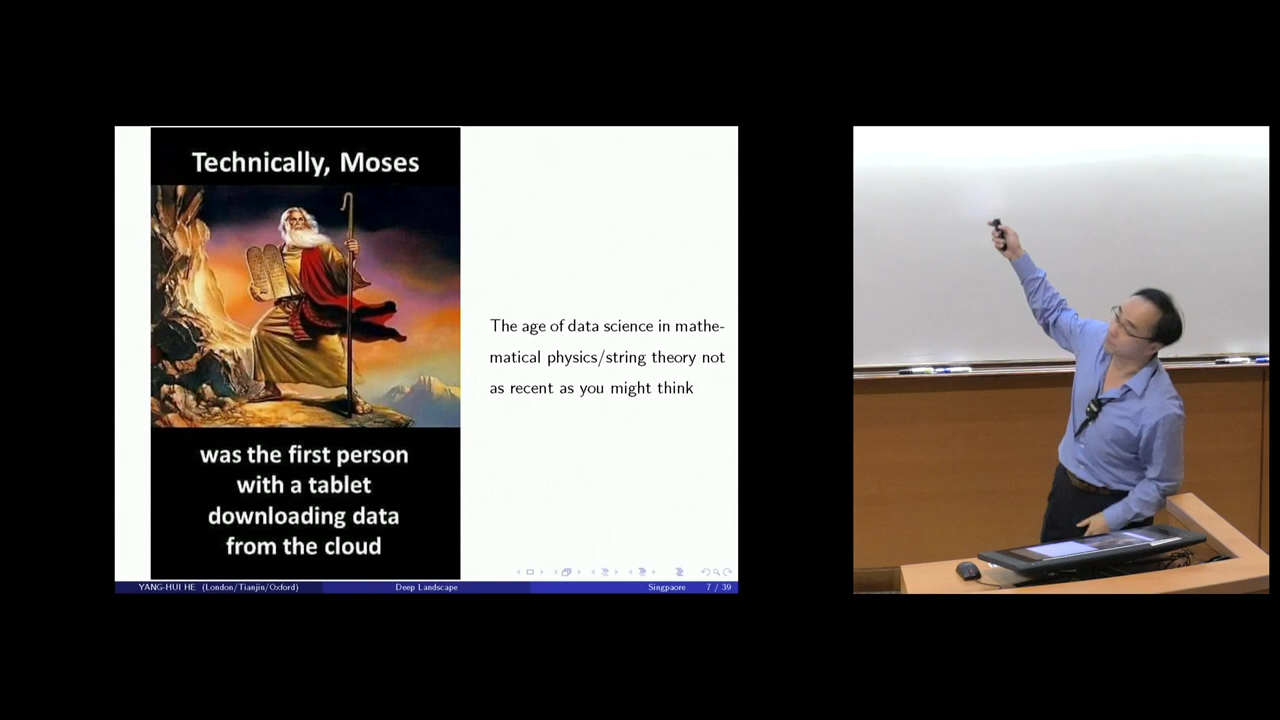 Technically, Moses
was the first person
with a tablet
downloading data
from the cloud
The age of data science in mathe-
matical physics/string theory not
as recent as you might think
YANG-HUI HE (London/Tianjin/Oxford)
Deep Landscape
Singpaore
7 / 39